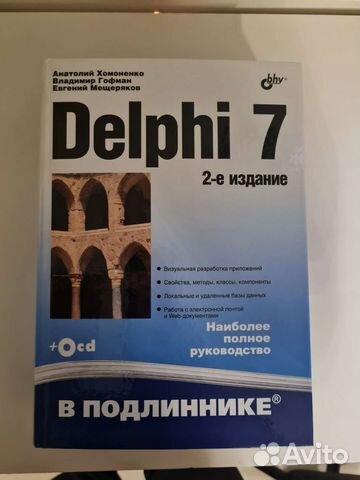 Анатолий Хомоненко
Владимир Гофман
Евгений Мещеряков
bhv®
Delphi 7
2-е издание
• Визуальная разработка приложений
• Свойства, методы, классы, компоненты
• Локальные и удаленные базы данных
• Работа с электронной почтой
и Web-документами
Наиболее
полное
руководство
+cd
В ПОДЛИННИКЕ®
Avito